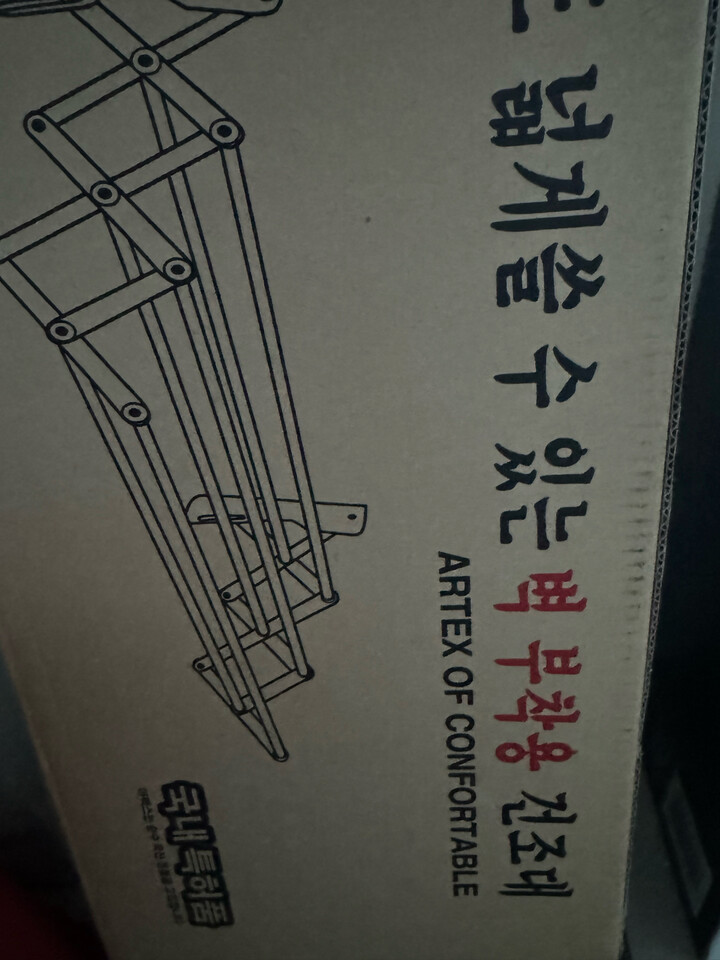 넓게 쓸 수 있는 벽 부착용 건조대
ARTEX OF CONFORTABLE
국내 특허품